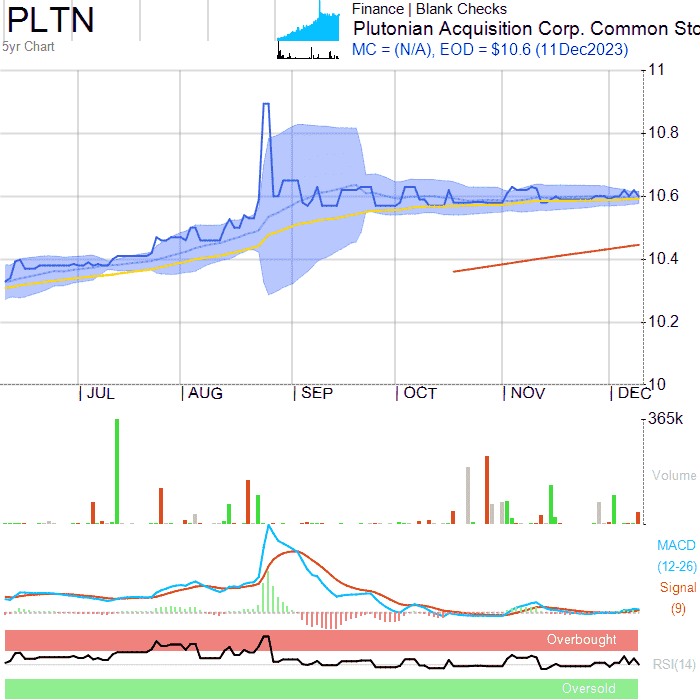 PLTN
5yr Chart
Finance | Blank Checks
Plutonian Acquisition Corp. Common Sto
MC = (N/A), EOD = $10.6 (11Dec2023)
11
10.8
10.6
10.4
10.2
10
JUL AUG SEP OCT NOV DEC
365k
Volume
MACD
(12-26)
Signal
(9)
Overbought
RSI(14)
Oversold